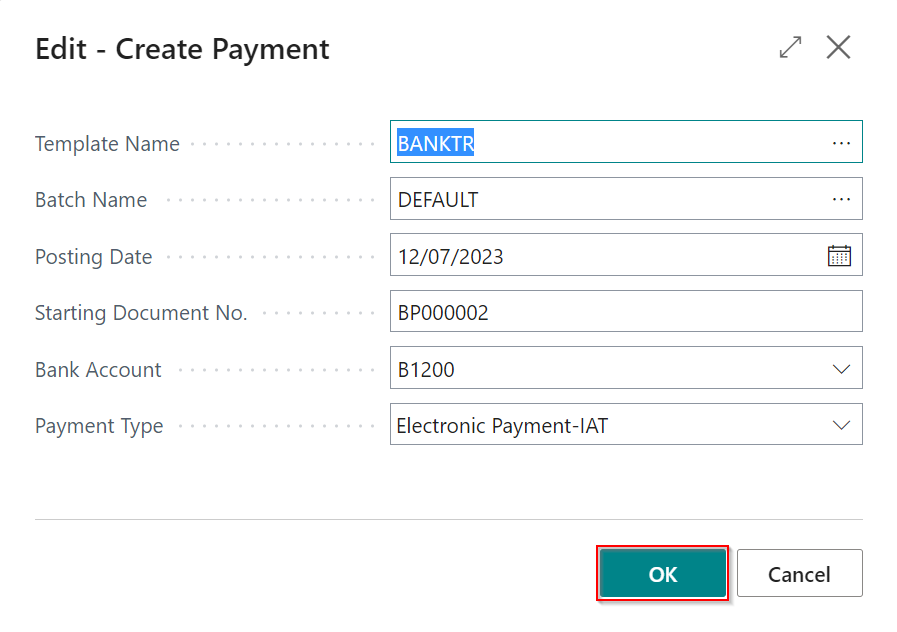 Edit - Create Payment
Template Name BANKTR
Batch Name DEFAULT
Posting Date 12/07/2023
Starting Document No. BP000002
Bank Account B1200
Payment Type Electronic Payment-IAT
OK Cancel